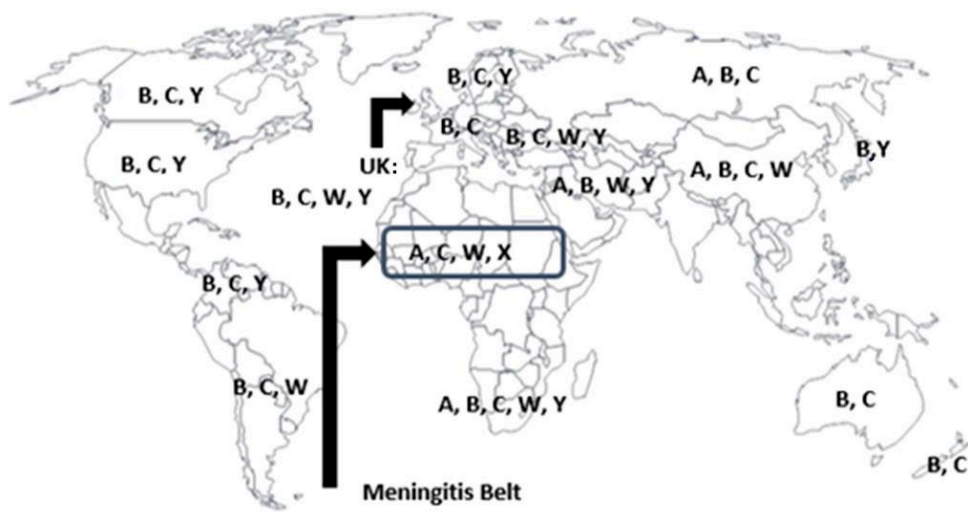 B, C, Y
A, B, C
B, C, Y
B, C
B, C, W, Y
B,Y
B, C, Y
UK:
A, B, C, W
A, B, W, Y
B, C, W, Y
A, C, W, X
B, C, Y
B, C, W
A, B, C, W, Y
B, C
B, C
Meningitis Belt